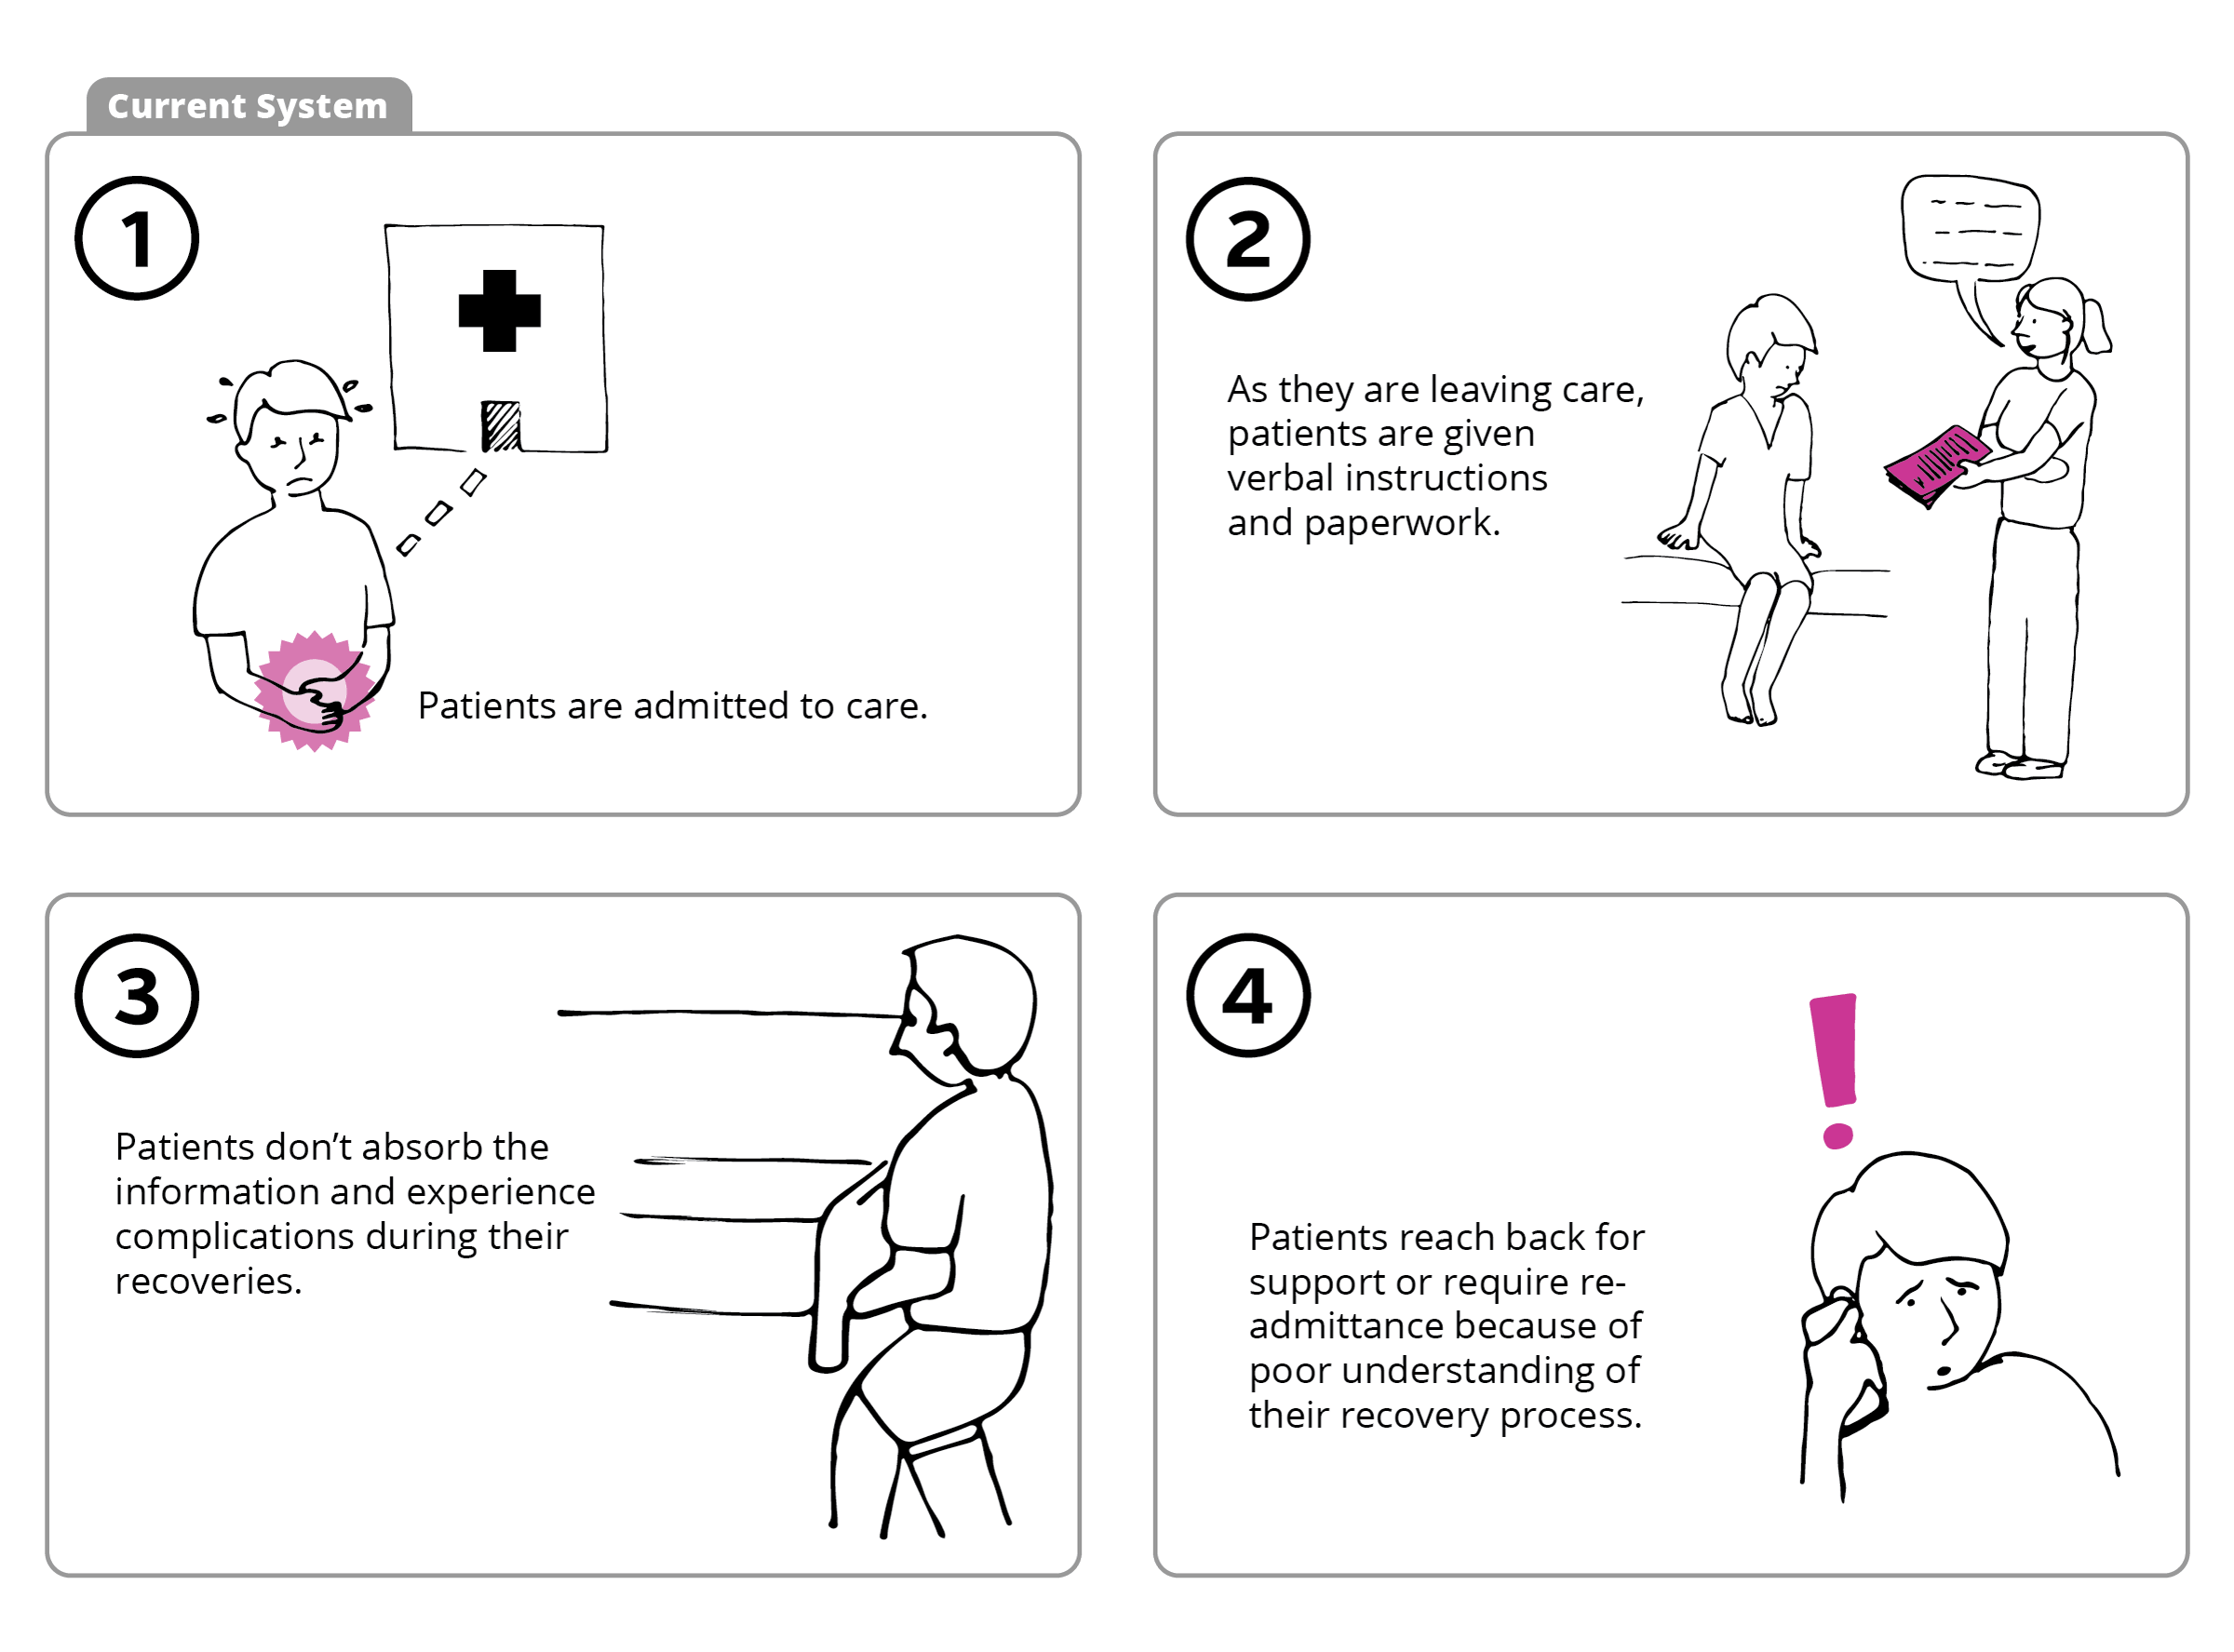 Current System
1
Patients are admitted to care.
2
As they are leaving care,
patients are given
verbal instructions
and paperwork.
3
Patients don’t absorb the
information and experience
complications during their
recoveries.
4
Patients reach back for
support or require re-
admittance because of
poor understanding of
their recovery process.